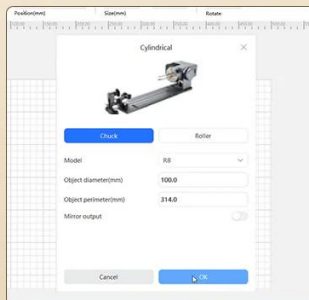 Position(mm) Size(mm) Rotate
Cylindrical
Chuck Roller
Model R8
Object diameter(mm) 100.0
Object perimeter(mm) 314.0
Mirror output
Cancel OK